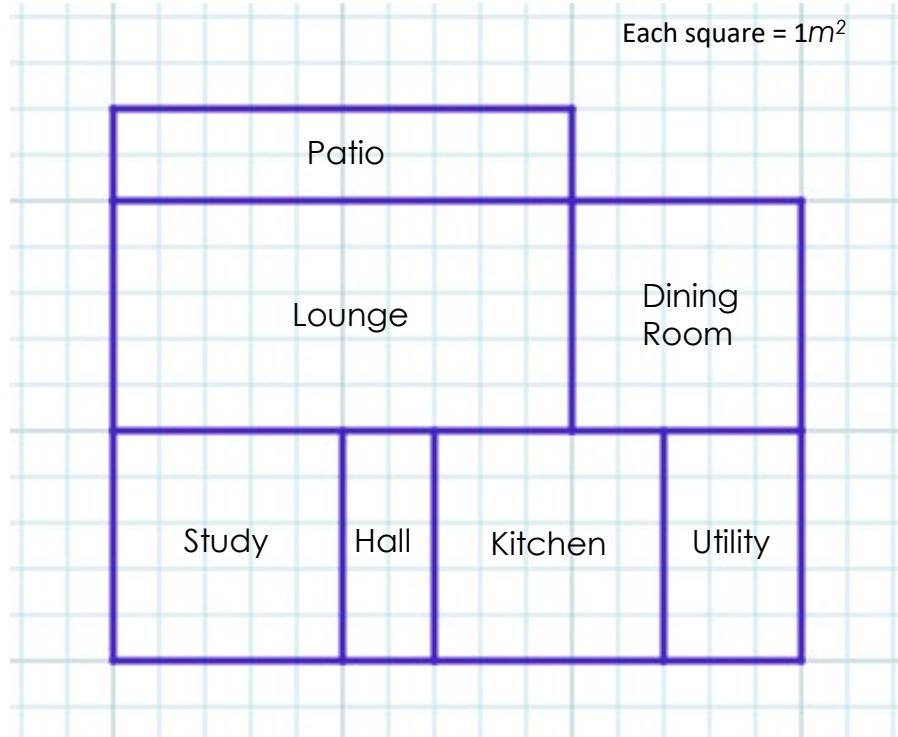 Each square = 1m²
Patio
Lounge
Dining
Room
Study
Hall
Kitchen
Utility